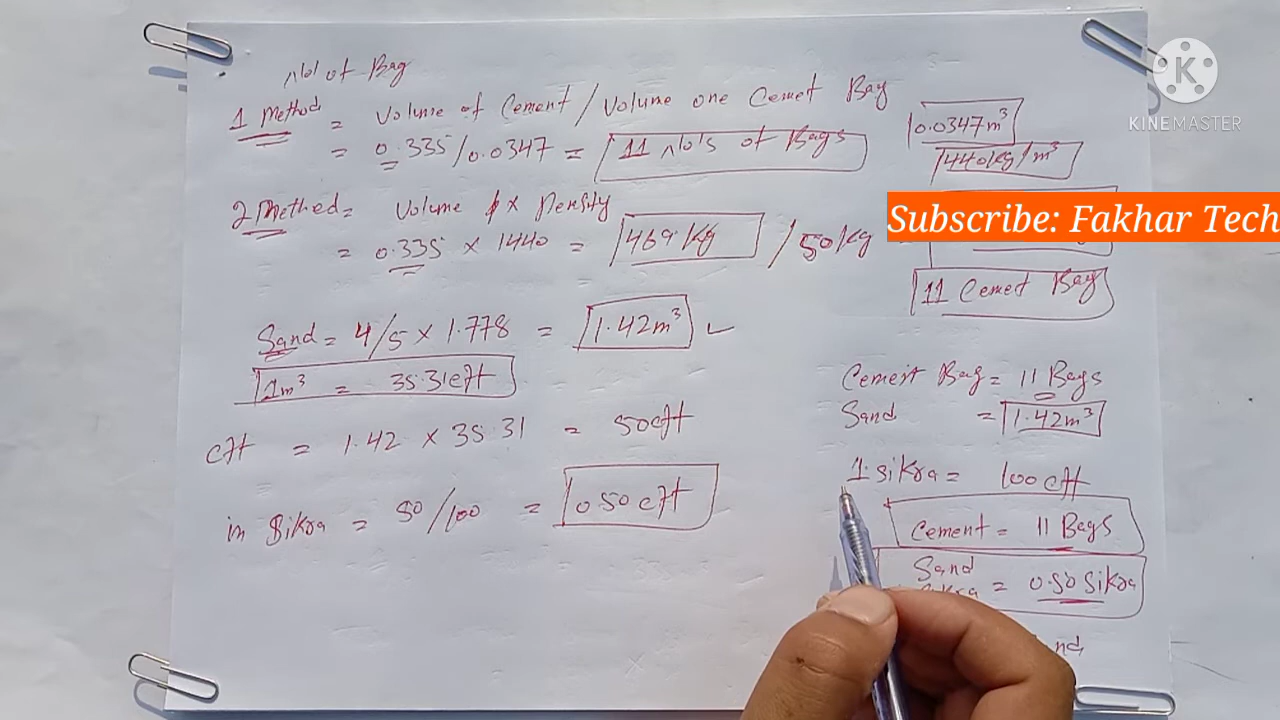 No's of Bag
1 Method = Volume of Cement / Volume one Cemet Bag
= 0.335/0.0347 = 11 No's of Bags
0.0347m³
1440kg/m³
2 Method = Volume x Density
= 0.335 x 1440 = 469 Kg / 50kg
11 Cemet Bag
Sand = 4/5 x 1.778 = 1.42m³
1m³ = 35.31cft
cft = 1.42 x 35.31 = 50cft
in Sikra = 50/100 = 0.50cft
Cement Bag = 11 Bags
Sand = 1.42m³
1 sikra = 100cft
Cement = 11 Bags
Sand
= 0.50 Sikra
KINEMASTER
Subscribe: Fakhar Tech